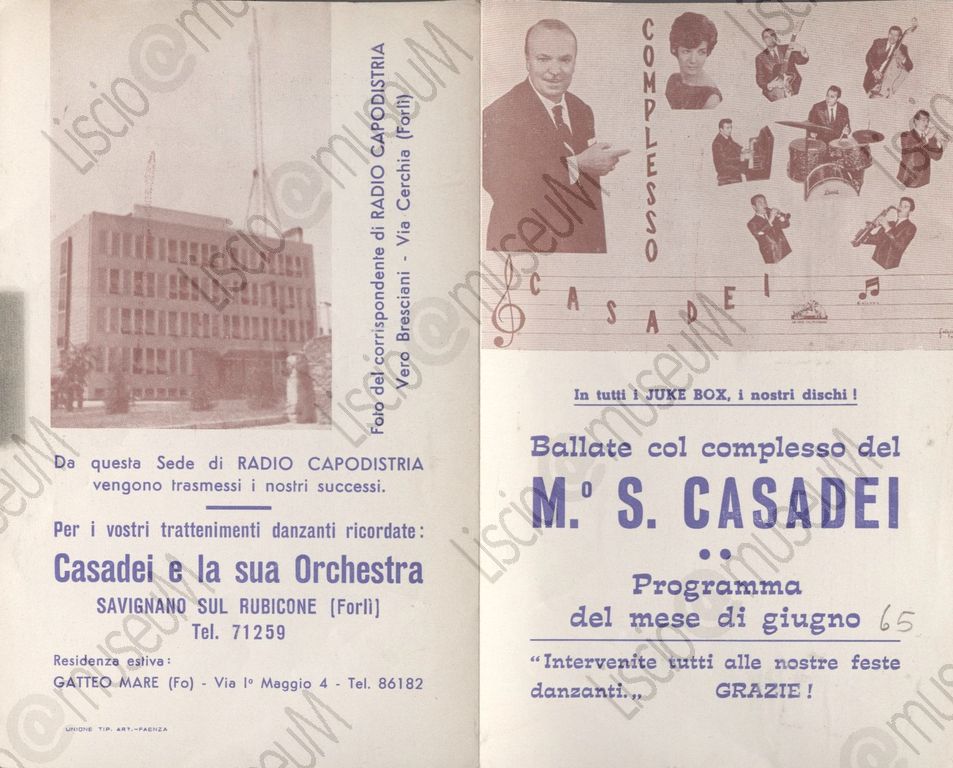 Foto del corrispondente di RADIO CAPODISTRIA
Vero Bresciani - Via Cerchia (Forlì)
Da questa Sede di RADIO CAPODISTRIA
vengono trasmessi i nostri successi.
Per i vostri trattenimenti danzanti ricordate:
Casadei e la sua Orchestra
SAVIGNANO SUL RUBICONE (Forlì)
Tel. 71259
Residenza estiva:
GATTEO MARE (Fo) - Via Iº Maggio 4 - Tel. 86182
UNIONE TIP. ART.-FAENZA
COMPLESSO
CASADEI
In tutti i JUKE BOX, i nostri dischi!
Ballate col complesso del
M.º S. CASADEI
Programma
del mese di giugno 65
"Intervenite tutti alle nostre feste
danzanti.„ GRAZIE!
Liscio@museuM